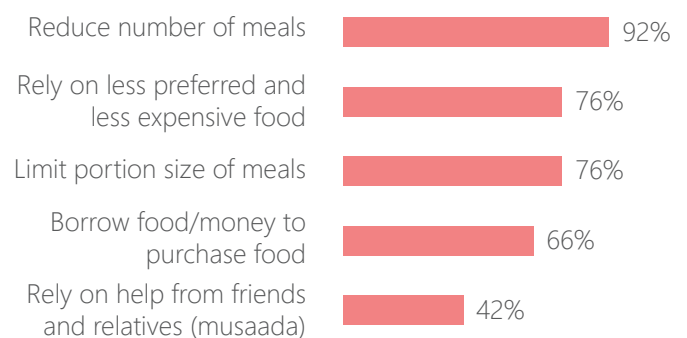 Reduce number of meals
92%
Rely on less preferred and
less expensive food
76%
Limit portion size of meals
76%
Borrow food/money to
purchase food
66%
Rely on help from friends
and relatives (musaada)
42%